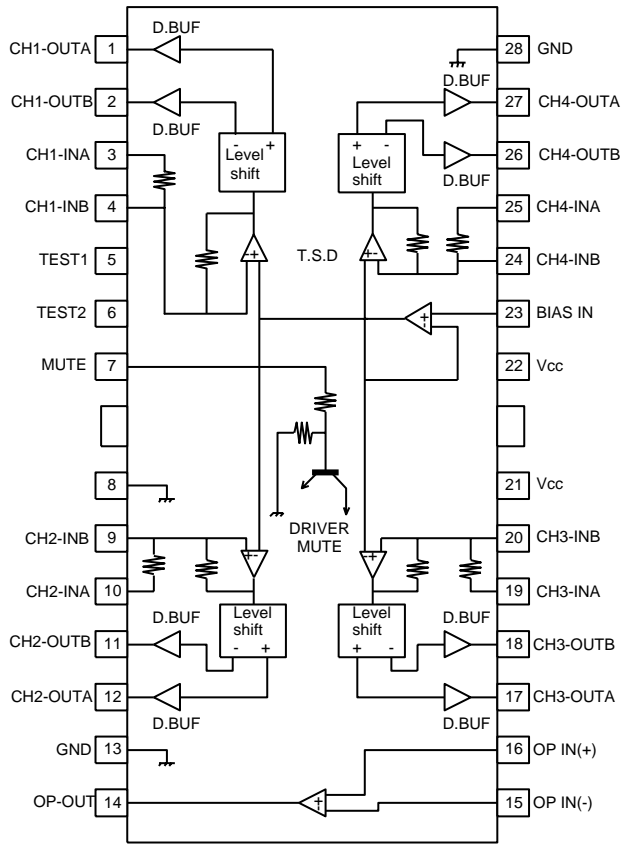 D.BUF
CH1-OUTA 1
28 GND
D.BUF
CH1-OUTB 2
27 CH4-OUTA
D.BUF
CH1-INA 3
- +
Level
shift
+ -
Level
shift
26 CH4-OUTB
D.BUF
CH1-INB 4
25 CH4-INA
TEST1 5
-+
T.S.D
+-
24 CH4-INB
TEST2 6
+-
23 BIAS IN
MUTE 7
22 Vcc
8
21 Vcc
DRIVER
MUTE
CH2-INB 9
+-
+-
20 CH3-INB
CH2-INA 10
19 CH3-INA
D.BUF
Level
shift
- +
Level
shift
+ -
D.BUF
CH2-OUTB 11
18 CH3-OUTB
CH2-OUTA 12
17 CH3-OUTA
D.BUF
D.BUF
GND 13
16 OP IN(+)
OP-OUT 14
+-
15 OP IN(-)